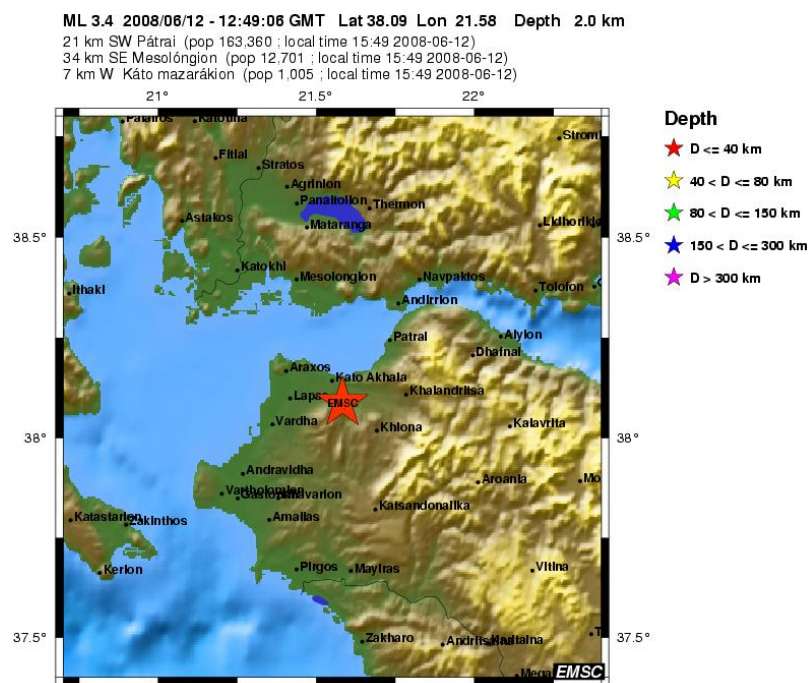 ML 3.4 2008/06/12 - 12:49:06 GMT Lat 38.09 Lon 21.58 Depth 2.0 km
21 km SW Pátrai (pop 163,360 ; local time 15:49 2008-06-12)
34 km SE Mesolóngion (pop 12,701 ; local time 15:49 2008-06-12)
7 km W Káto mazarákion (pop 1,005 ; local time 15:49 2008-06-12)
21° 21.5° 22°
Depth
D <= 40 km
40 < D <= 80 km
80 < D <= 150 km
150 < D <= 300 km
D > 300 km
Fitiai
Stratos
Agrinion
Panaitolion
Thermon
Astakos
Mataranga
38.5° 38.5°
Katokhi
Mesolongion
Navpaktos
Ithaki
Tolofon
Andirrion
Patrai
Aiyion
Dhafnai
Araxos
Kato Akhaia
Khalandritsa
EMSC
Vardha
Khiona
Kalavrita
38° 38°
Andravidha
Aroania
Katsandonaiika
Katastarion
Zakinthos
Amalias
Kerion
Pirgos
Mayiras
Vitina
37.5° 37.5°
Zakharo
EMSC